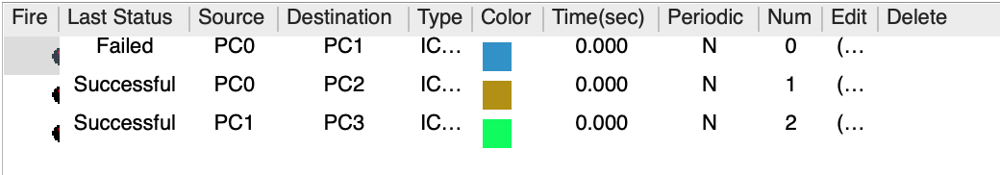 Fire Last Status Source Destination Type Color Time(sec) Periodic Num Edit Delete
Failed PC0 PC1 IC... 0.000 N 0 (...
Successful PC0 PC2 IC... 0.000 N 1 (...
Successful PC1 PC3 IC... 0.000 N 2 (...